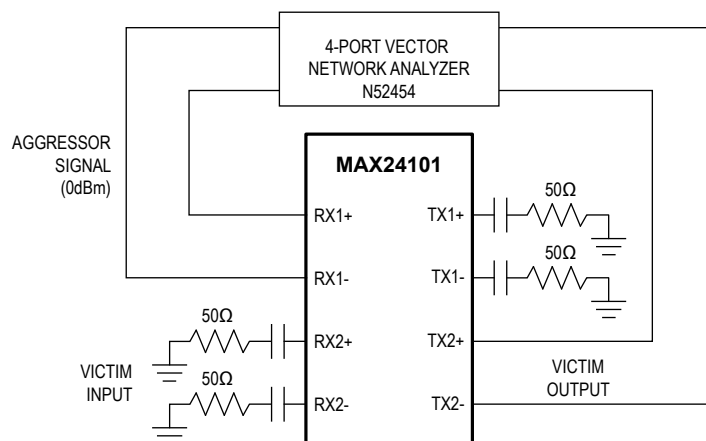 4-PORT VECTOR
NETWORK ANALYZER
N52454
AGGRESSOR
SIGNAL
(0dBm)
MAX24101
RX1+
TX1+
50Ω
RX1-
TX1-
50Ω
50Ω
RX2+
TX2+
VICTIM
INPUT
50Ω
RX2-
TX2-
VICTIM
OUTPUT